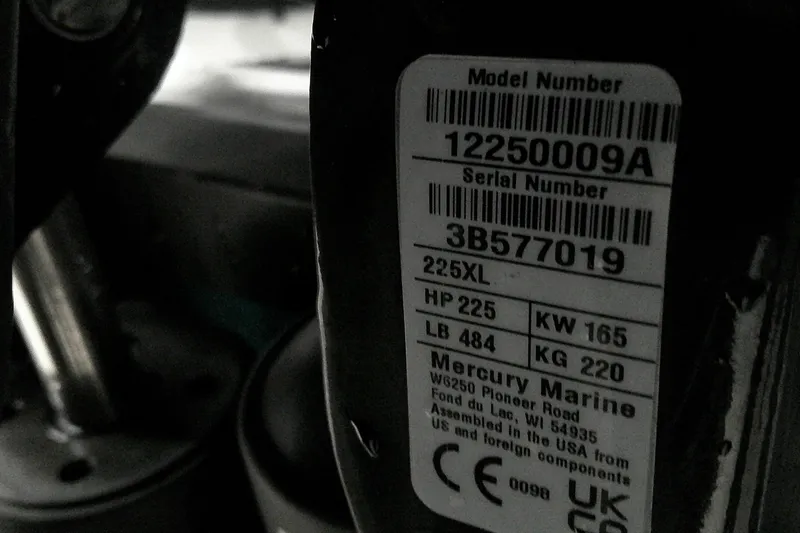 Model Number
12250009A
Serial Number
3B577019
225XL
HP 225 KW 165
LB 484 KG 220
Mercury Marine
W6250 Pioneer Road
Fond du Lac, WI 54935
Assembled in the USA from
US and foreign components
CE 0098 UK
CA